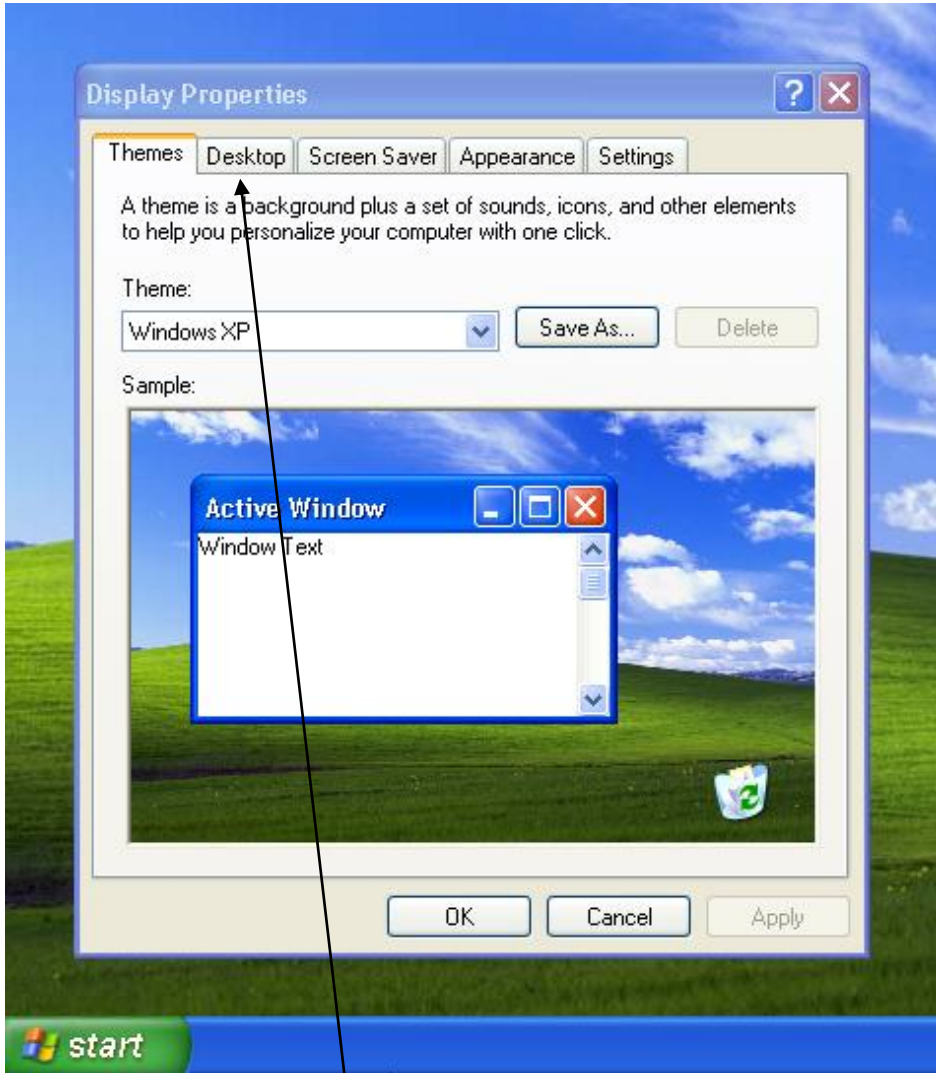 Display Properties
Themes Desktop Screen Saver Appearance Settings
A theme is a background plus a set of sounds, icons, and other elements
to help you personalize your computer with one click.
Theme:
Windows XP Save As... Delete
Sample:
Active Window
Window Text
OK Cancel Apply
start